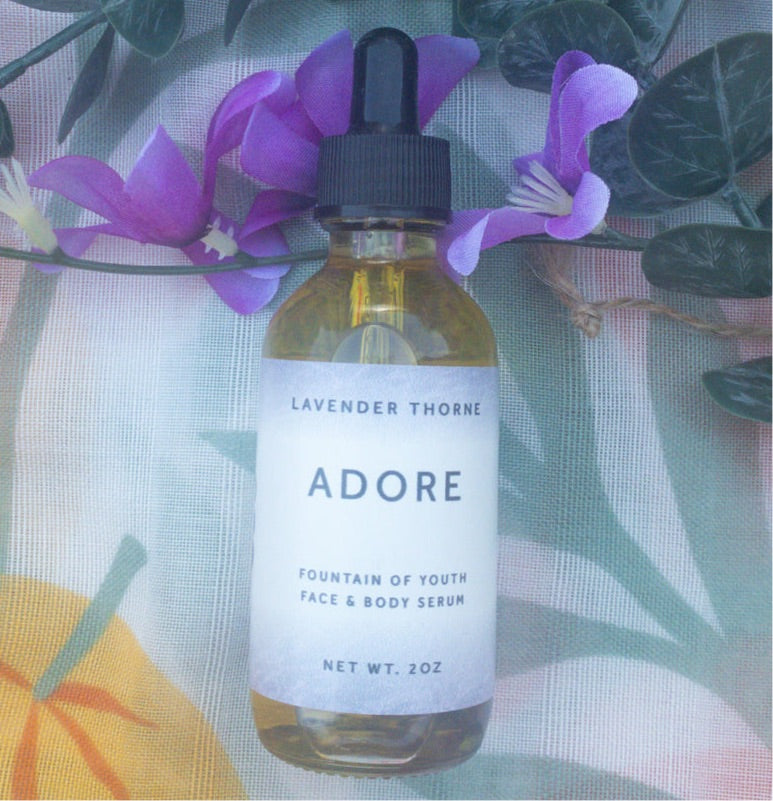 LAVENDER THORNE
ADORE
FOUNTAIN OF YOUTH
FACE & BODY SERUM
NET WT. 2OZ